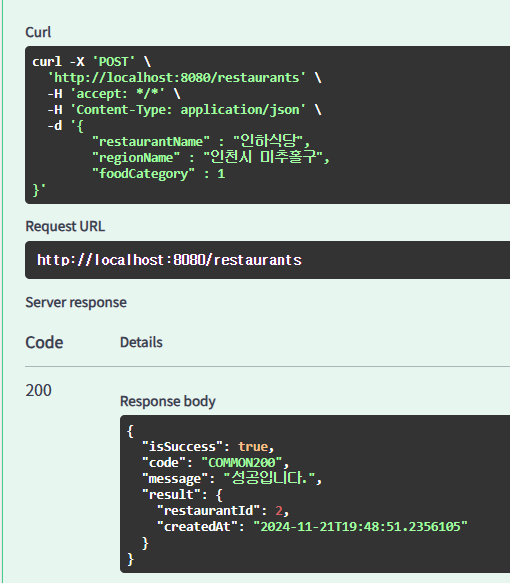 Curl
curl -X 'POST' \
  'http://localhost:8080/restaurants' \
  -H 'accept: */*' \
  -H 'Content-Type: application/json' \
  -d '{
        "restaurantName" : "인하식당",
        "regionName" : "인천시 미추홀구",
        "foodCategory" : 1
}'
Request URL
http://localhost:8080/restaurants
Server response
Code Details
200
Response body
{
  "isSuccess": true,
  "code": "COMMON200",
  "message": "성공입니다.",
  "result": {
    "restaurantId": 2,
    "createdAt": "2024-11-21T19:48:51.2356105"
  }
}